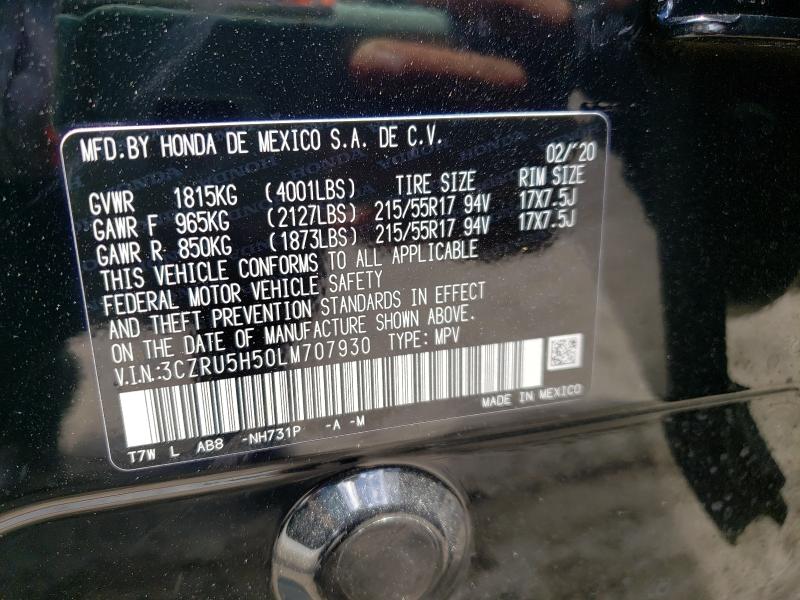 MFD.BY HONDA DE MEXICO S.A. DE C.V.
02/'20
GVWR 1815KG (4001LBS) TIRE SIZE RIM SIZE
GAWR F 965KG (2127LBS) 215/55R17 94V 17X7.5J
GAWR R 850KG (1873LBS) 215/55R17 94V 17X7.5J
THIS VEHICLE CONFORMS TO ALL APPLICABLE
FEDERAL MOTOR VEHICLE SAFETY
AND THEFT PREVENTION STANDARDS IN EFFECT
ON THE DATE OF MANUFACTURE SHOWN ABOVE.
V.I.N:3CZRU5H50LM707930 TYPE: MPV
MADE IN MEXICO
T7W L AB8 -NH731P -A -M